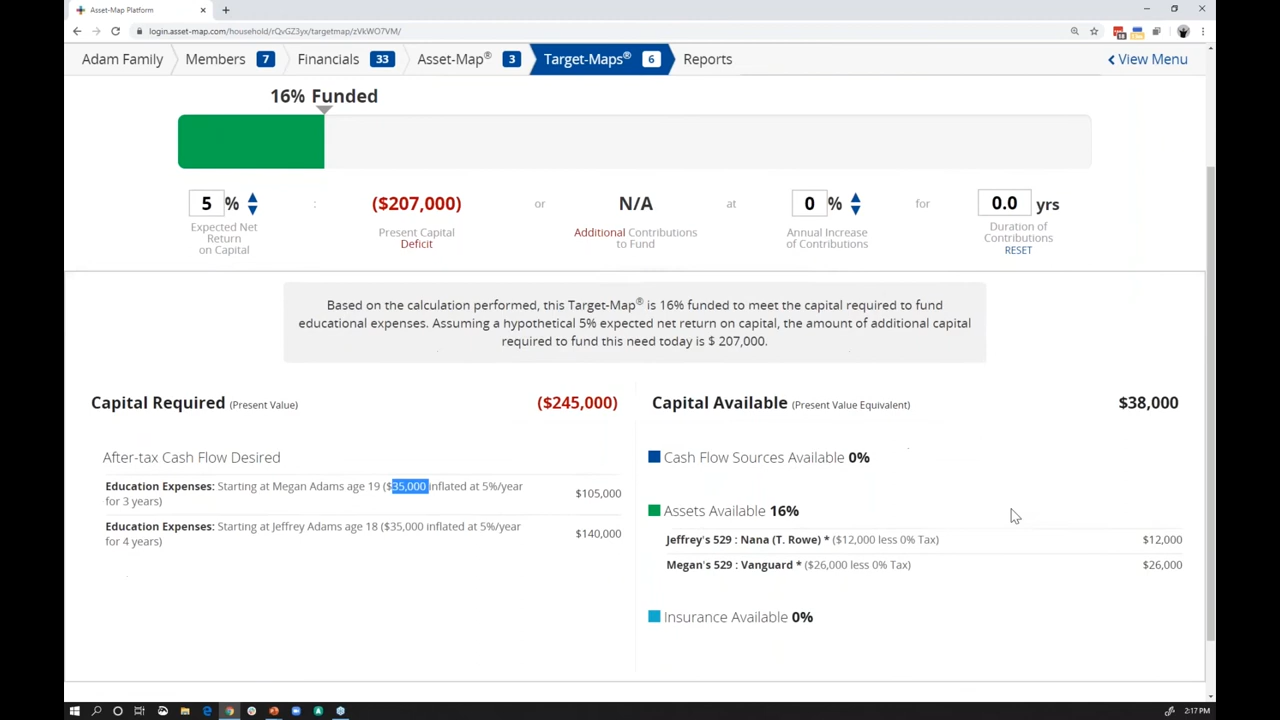 Asset-Map Platform
login.asset-map.com/household/rQvGZ3yx/targetmap/zVkWO7VM/
Adam Family Members 7 Financials 33 Asset-Map® 3 Target-Maps® 6 Reports View Menu
16% Funded
5 % : ($207,000) or N/A at 0 % for 0.0 yrs
Expected Net
Return
on Capital
Present Capital
Deficit
Additional Contributions
to Fund
Annual Increase
of Contributions
Duration of
Contributions
RESET
Based on the calculation performed, this Target-Map® is 16% funded to meet the capital required to fund
educational expenses. Assuming a hypothetical 5% expected net return on capital, the amount of additional capital
required to fund this need today is $ 207,000.
Capital Required (Present Value) ($245,000)
After-tax Cash Flow Desired
Education Expenses: Starting at Megan Adams age 19 ($35,000 inflated at 5%/year
for 3 years)
$105,000
Education Expenses: Starting at Jeffrey Adams age 18 ($35,000 inflated at 5%/year
for 4 years)
$140,000
Capital Available (Present Value Equivalent) $38,000
Cash Flow Sources Available 0%
Assets Available 16%
Jeffrey's 529 : Nana (T. Rowe) * ($12,000 less 0% Tax) $12,000
Megan's 529 : Vanguard * ($26,000 less 0% Tax) $26,000
Insurance Available 0%
2:17 PM